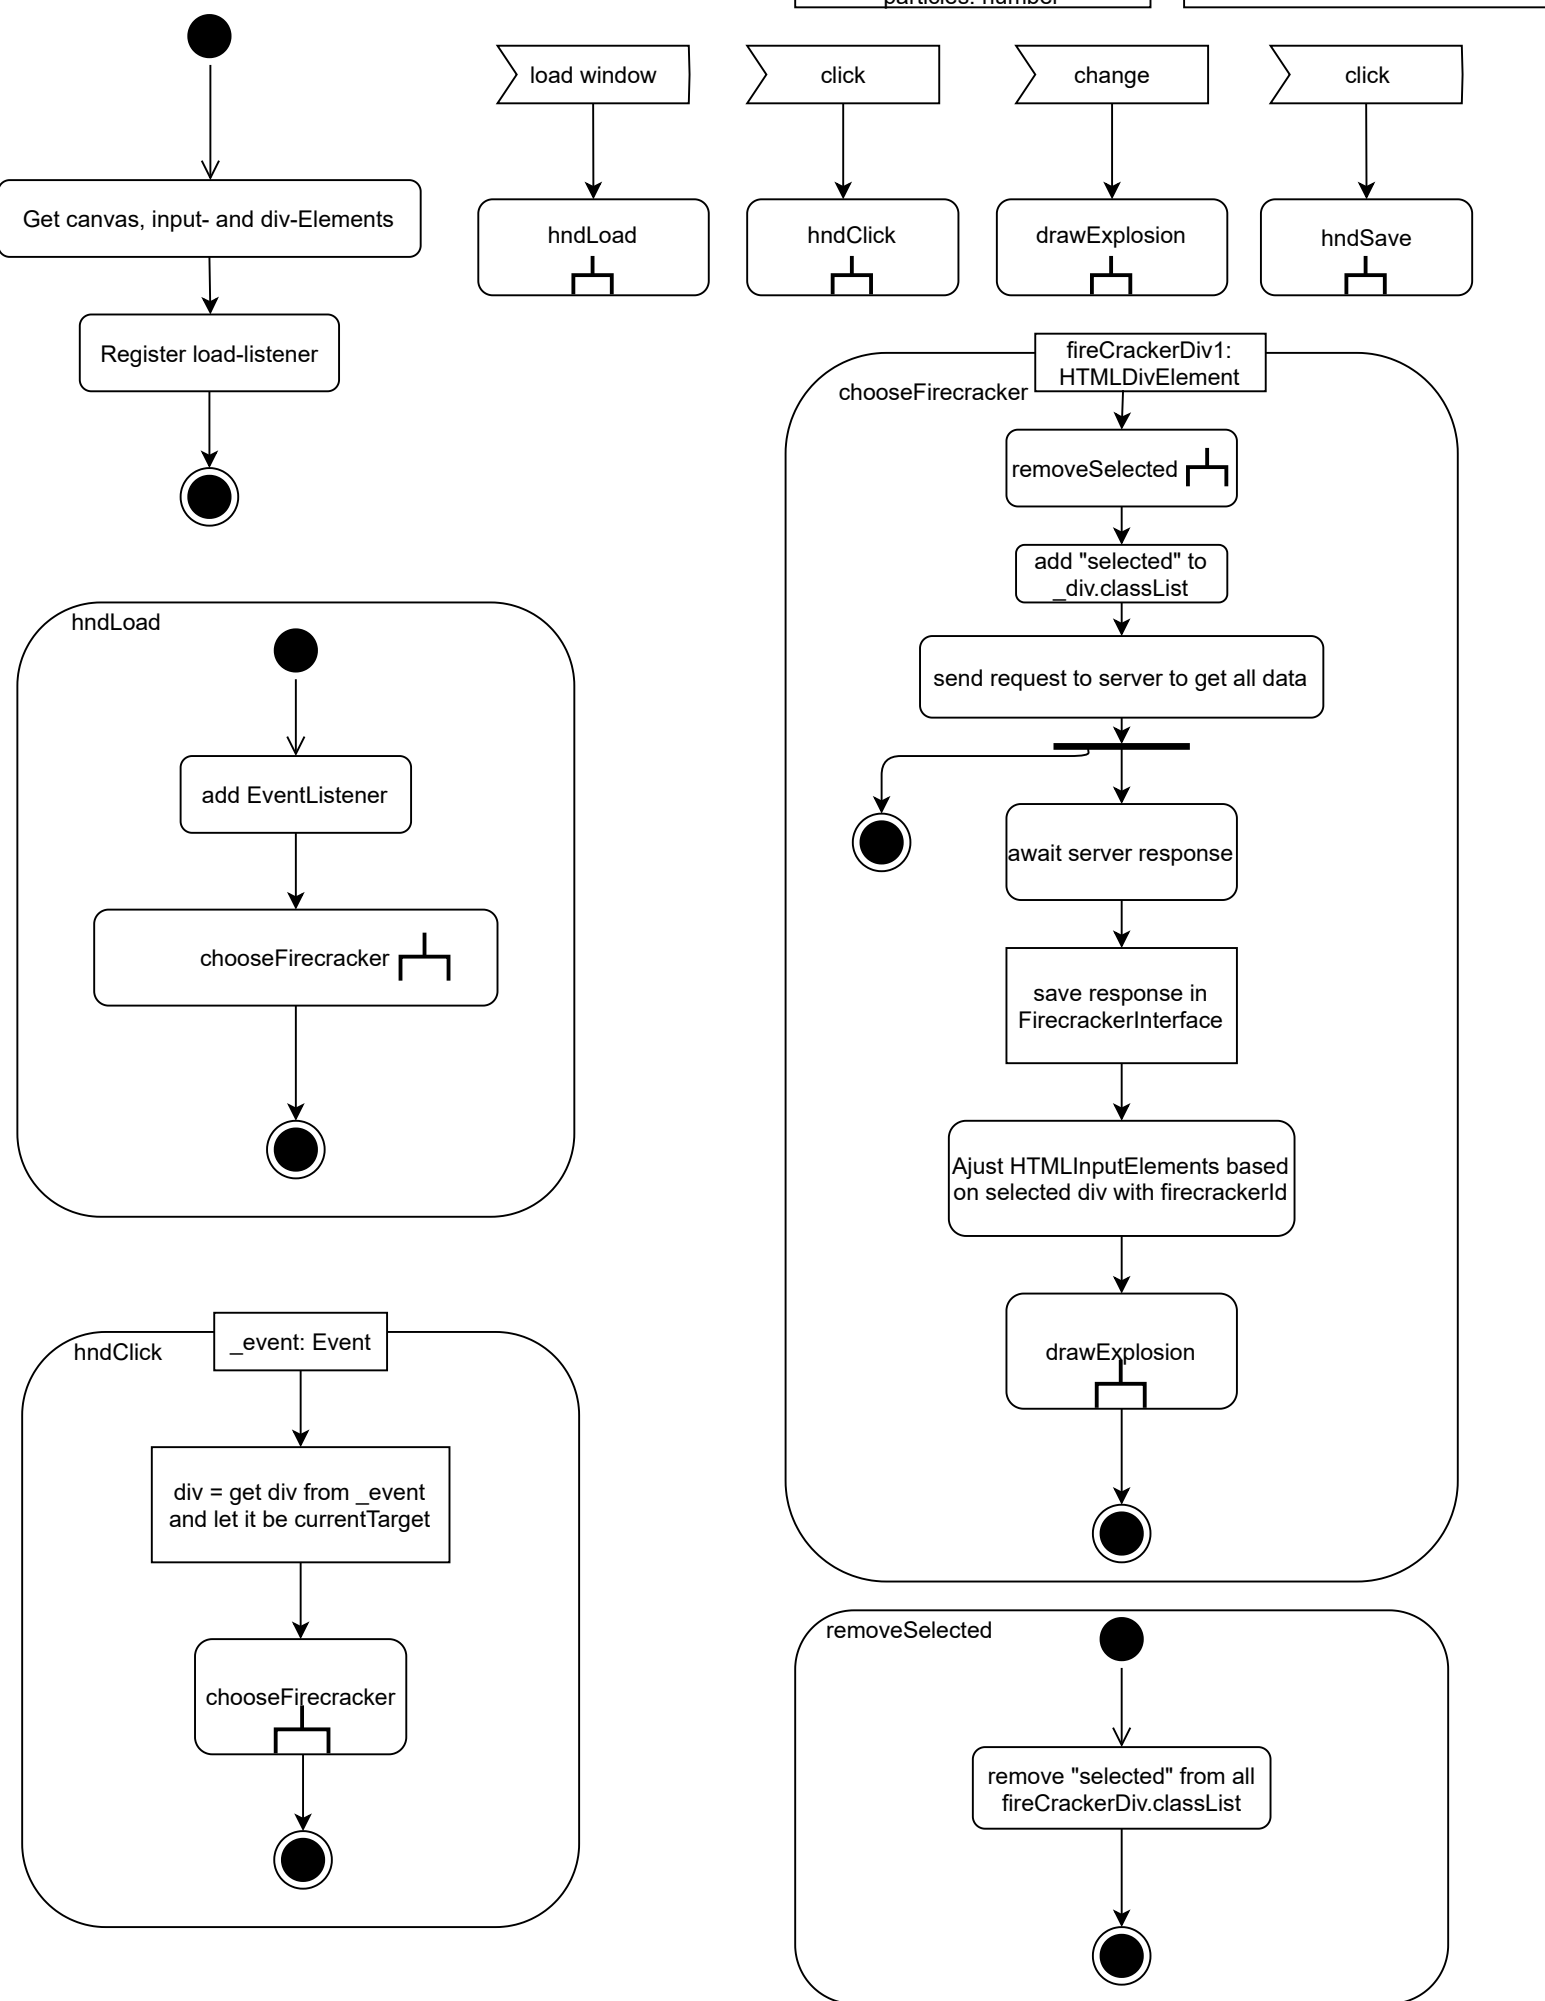 particles: number
load window
click
change
click
Get canvas, input- and div-Elements
hndLoad
hndClick
drawExplosion
hndSave
Register load-listener
fireCrackerDiv1:
HTMLDivElement
chooseFirecracker
removeSelected
add "selected" to
_div.classList
send request to server to get all data
await server response
save response in
FirecrackerInterface
Ajust HTMLInputElements based
on selected div with firecrackerId
drawExplosion
hndLoad
add EventListener
chooseFirecracker
hndClick
_event: Event
div = get div from _event
and let it be currentTarget
chooseFirecracker
removeSelected
remove "selected" from all
fireCrackerDiv.classList